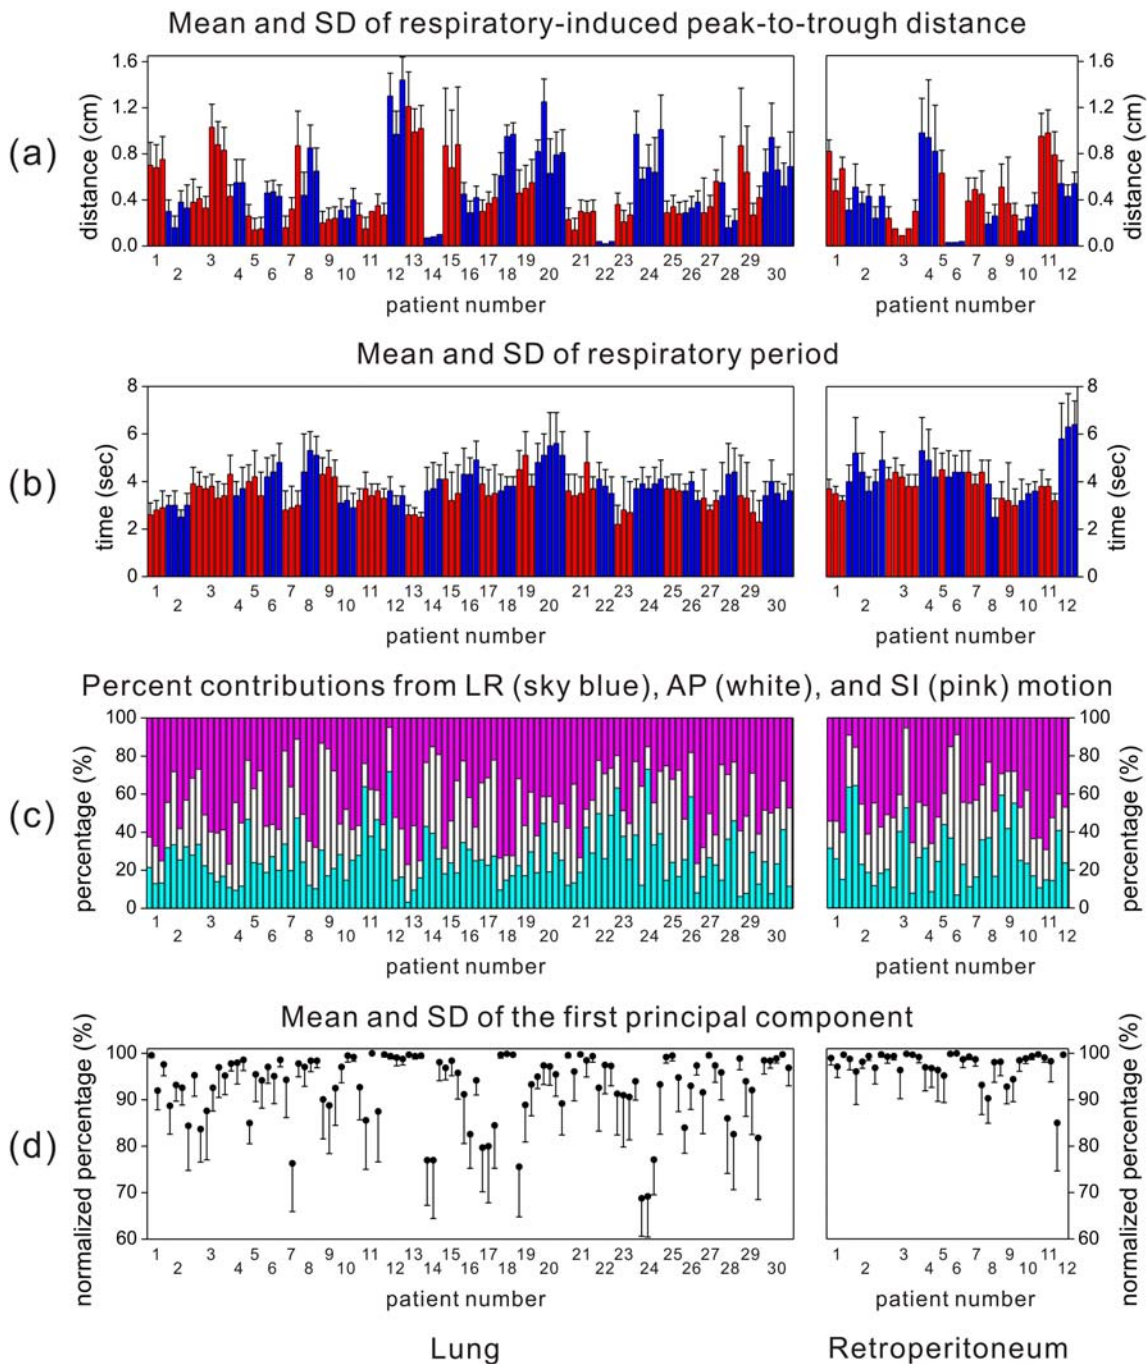 Mean and SD of respiratory-induced peak-to-trough distance
(a)
distance (cm)
1.6
1.2
0.8
0.4
0.0
1 3 5 7 9 11 13 15 17 19 21 23 25 27 29
2 4 6 8 10 12 14 16 18 20 22 24 26 28 30
patient number
1 3 5 7 9 11
2 4 6 8 10 12
patient number
1.6
1.2
0.8
0.4
0.0
distance (cm)
Mean and SD of respiratory period
(b)
time (sec)
8
6
4
2
0
1 3 5 7 9 11 13 15 17 19 21 23 25 27 29
2 4 6 8 10 12 14 16 18 20 22 24 26 28 30
patient number
1 3 5 7 9 11
2 4 6 8 10 12
patient number
8
6
4
2
0
time (sec)
Percent contributions from LR (sky blue), AP (white), and SI (pink) motion
(c)
percentage (%)
100
80
60
40
20
0
1 3 5 7 9 11 13 15 17 19 21 23 25 27 29
2 4 6 8 10 12 14 16 18 20 22 24 26 28 30
patient number
1 3 5 7 9 11
2 4 6 8 10 12
patient number
100
80
60
40
20
0
percentage (%)
Mean and SD of the first principal component
(d)
normalized percentage (%)
100
90
80
70
60
1 3 5 7 9 11 13 15 17 19 21 23 25 27 29
2 4 6 8 10 12 14 16 18 20 22 24 26 28 30
patient number
1 3 5 7 9 11
2 4 6 8 10 12
patient number
100
90
80
70
60
normalized percentage (%)
Lung
Retroperitoneum